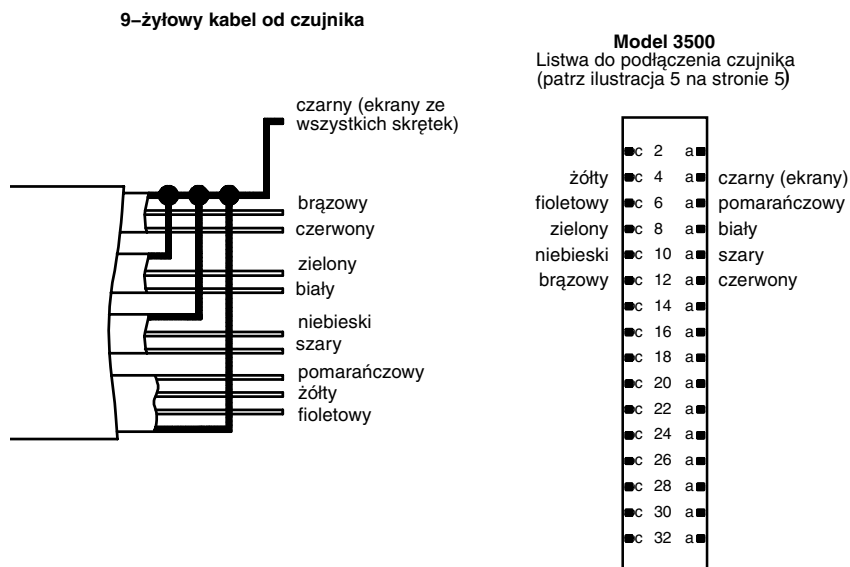 9–żyłowy kabel od czujnika
czarny (ekrany ze
wszystkich skrętek)
brązowy
czerwony
zielony
biały
niebieski
szary
pomarańczowy
żółty
fioletowy
Model 3500
Listwa do podłączenia czujnika
(patrz ilustracja 5 na stronie 5)
c 2 a
żółty c 4 a czarny (ekrany)
fioletowy c 6 a pomarańczowy
zielony c 8 a biały
niebieski c 10 a szary
brązowy c 12 a czerwony
c 14 a
c 16 a
c 18 a
c 20 a
c 22 a
c 24 a
c 26 a
c 28 a
c 30 a
c 32 a